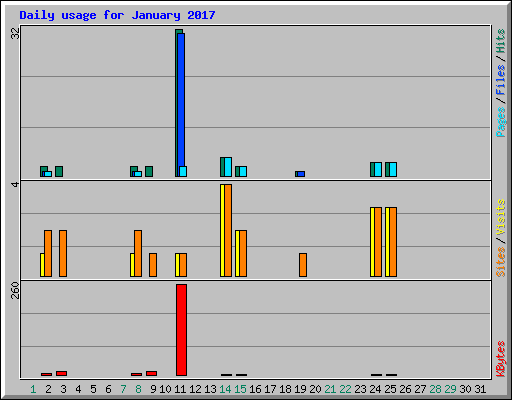 Daily usage for January 2017
32
Pages / Files / Hits
4
Sites / Visits
260
KBytes
1 2 3 4 5 6 7 8 9 10 11 12 13 14 15 16 17 18 19 20 21 22 23 24 25 26 27 28 29 30 31